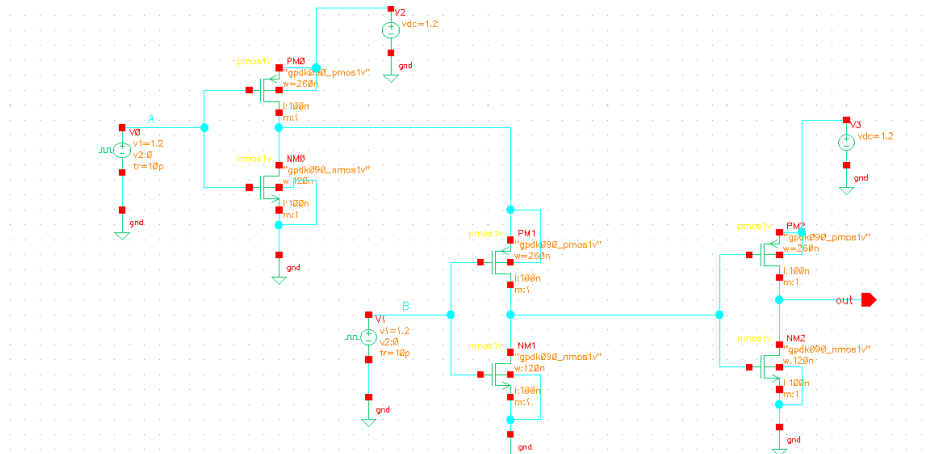 V2
vdc=1.2
gnd
pmos1v
PM0
"gpdk090_pmos1v"
w=260n
l:100n
m:1
A
V0
v1=1.2
v2:0
tr=10p
gnd
nmos1v
NM0
"gpdk090_nmos1v"
w:120n
l:100n
m:1
gnd
V3
vdc=1.2
gnd
pmos1v
PM1
"gpdk090_pmos1v"
w=260n
l:100n
m:1
B
V1
v1=1.2
v2:0
tr=10p
gnd
nmos1v
NM1
"gpdk090_nmos1v"
w:120n
l:100n
m:1
gnd
pmos1v
PM2
"gpdk090_pmos1v"
w=260n
l:100n
m:1
out
nmos1v
NM2
"gpdk090_nmos1v"
w:120n
l:100n
m:1
gnd